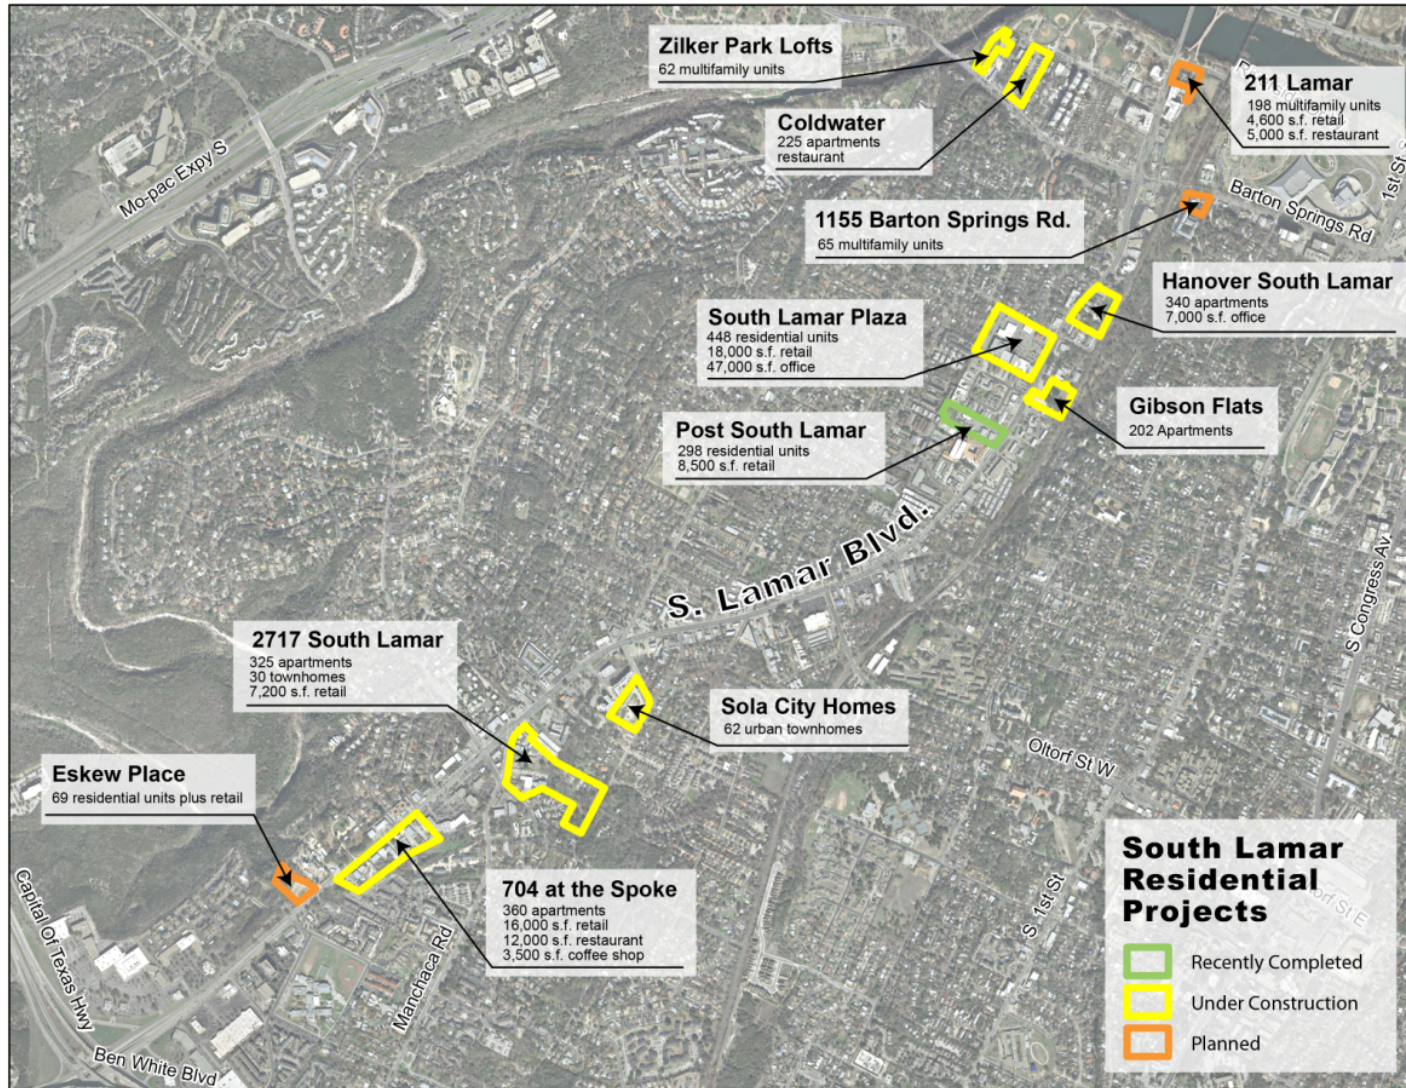 Zilker Park Lofts
62 multifamily units
211 Lamar
198 multifamily units
4,600 s.f. retail
5,000 s.f. restaurant
Coldwater
225 apartments
restaurant
Mo-pac Expy S
1st St
Barton Springs Rd
1155 Barton Springs Rd.
65 multifamily units
Hanover South Lamar
340 apartments
7,000 s.f. office
South Lamar Plaza
448 residential units
18,000 s.f. retail
47,000 s.f. office
Gibson Flats
202 Apartments
Post South Lamar
298 residential units
8,500 s.f. retail
S. Lamar Blvd.
S Congress Av.
2717 South Lamar
325 apartments
30 townhomes
7,200 s.f. retail
Sola City Homes
62 urban townhomes
Oltorf St W
Eskew Place
69 residential units plus retail
704 at the Spoke
360 apartments
16,000 s.f. retail
12,000 s.f. restaurant
3,500 s.f. coffee shop
Capital Of Texas Hwy
Manchaca Rd
S 1st St
Ben White Blvd
South Lamar
Residential
Projects
Recently Completed
Under Construction
Planned